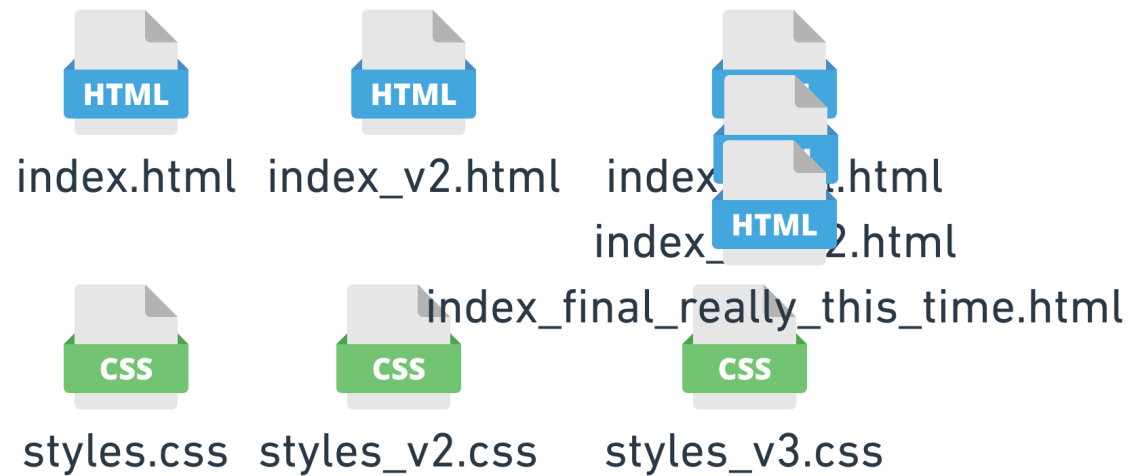 HTML
HTML
index.html
index_v2.html
index .html
index_ 2.html
HTML
index_final_really_this_time.html
CSS
CSS
CSS
styles.css
styles_v2.css
styles_v3.css